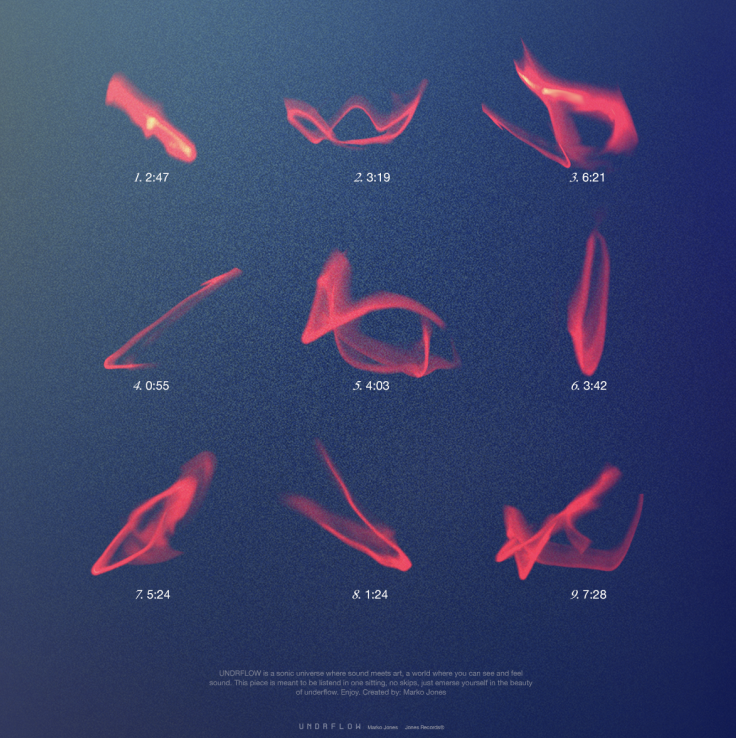 1. 2:47
2. 3:19
3. 6:21
4. 0:55
5. 4:03
6. 3:42
7. 5:24
8. 1:24
9. 7:28
UNDRFLOW is a sonic universe where sound meets art, a world where you can see and feel
sound. This piece is meant to be listend in one sitting, no skips, just emerse yourself in the beauty
of underflow. Enjoy. Created by: Marko Jones
UNDRFLOW Marko Jones Jones Records®